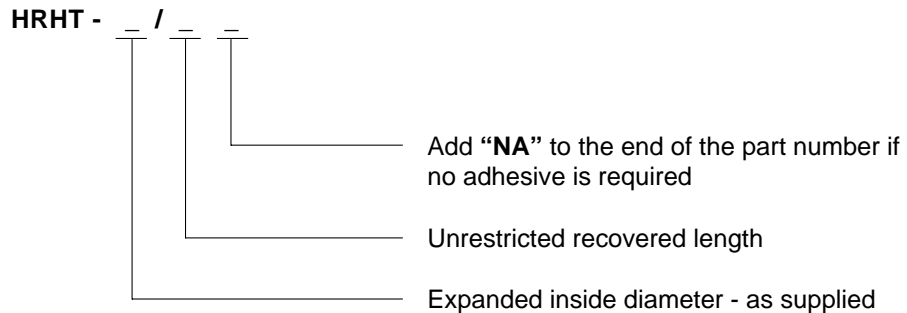 HRHT - _ / _ _
Add “NA” to the end of the part number if
no adhesive is required
Unrestricted recovered length
Expanded inside diameter - as supplied